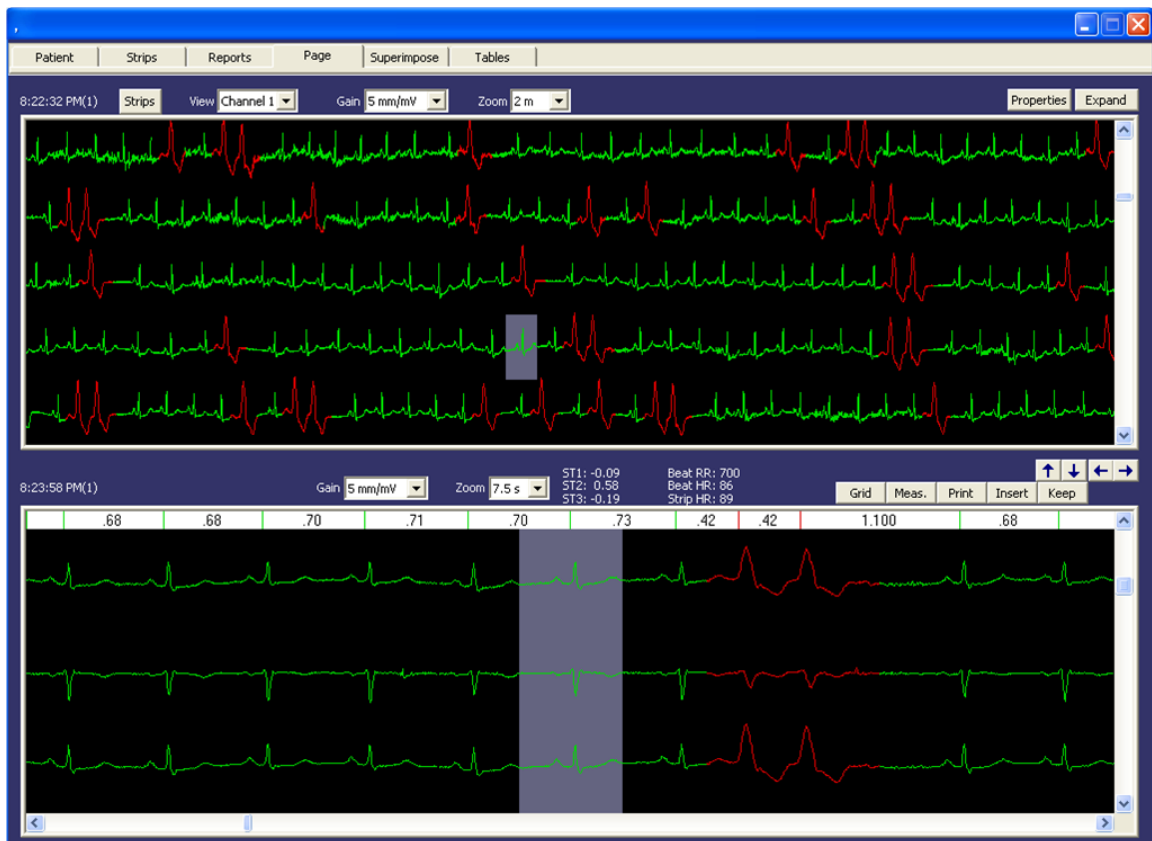 ,
Patient Strips Reports Page Superimpose Tables
8:22:32 PM(1) Strips View Channel 1 Gain 5 mm/mV Zoom 2 m Properties Expand
8:23:58 PM(1) Gain 5 mm/mV Zoom 7.5 s
ST1: -0.09 Beat RR: 700
ST2: 0.58 Beat HR: 86
ST3: -0.19 Strip HR: 89
Grid Meas. Print Insert Keep
.68 .68 .70 .71 .70 .73 .42 .42 1.100 .68